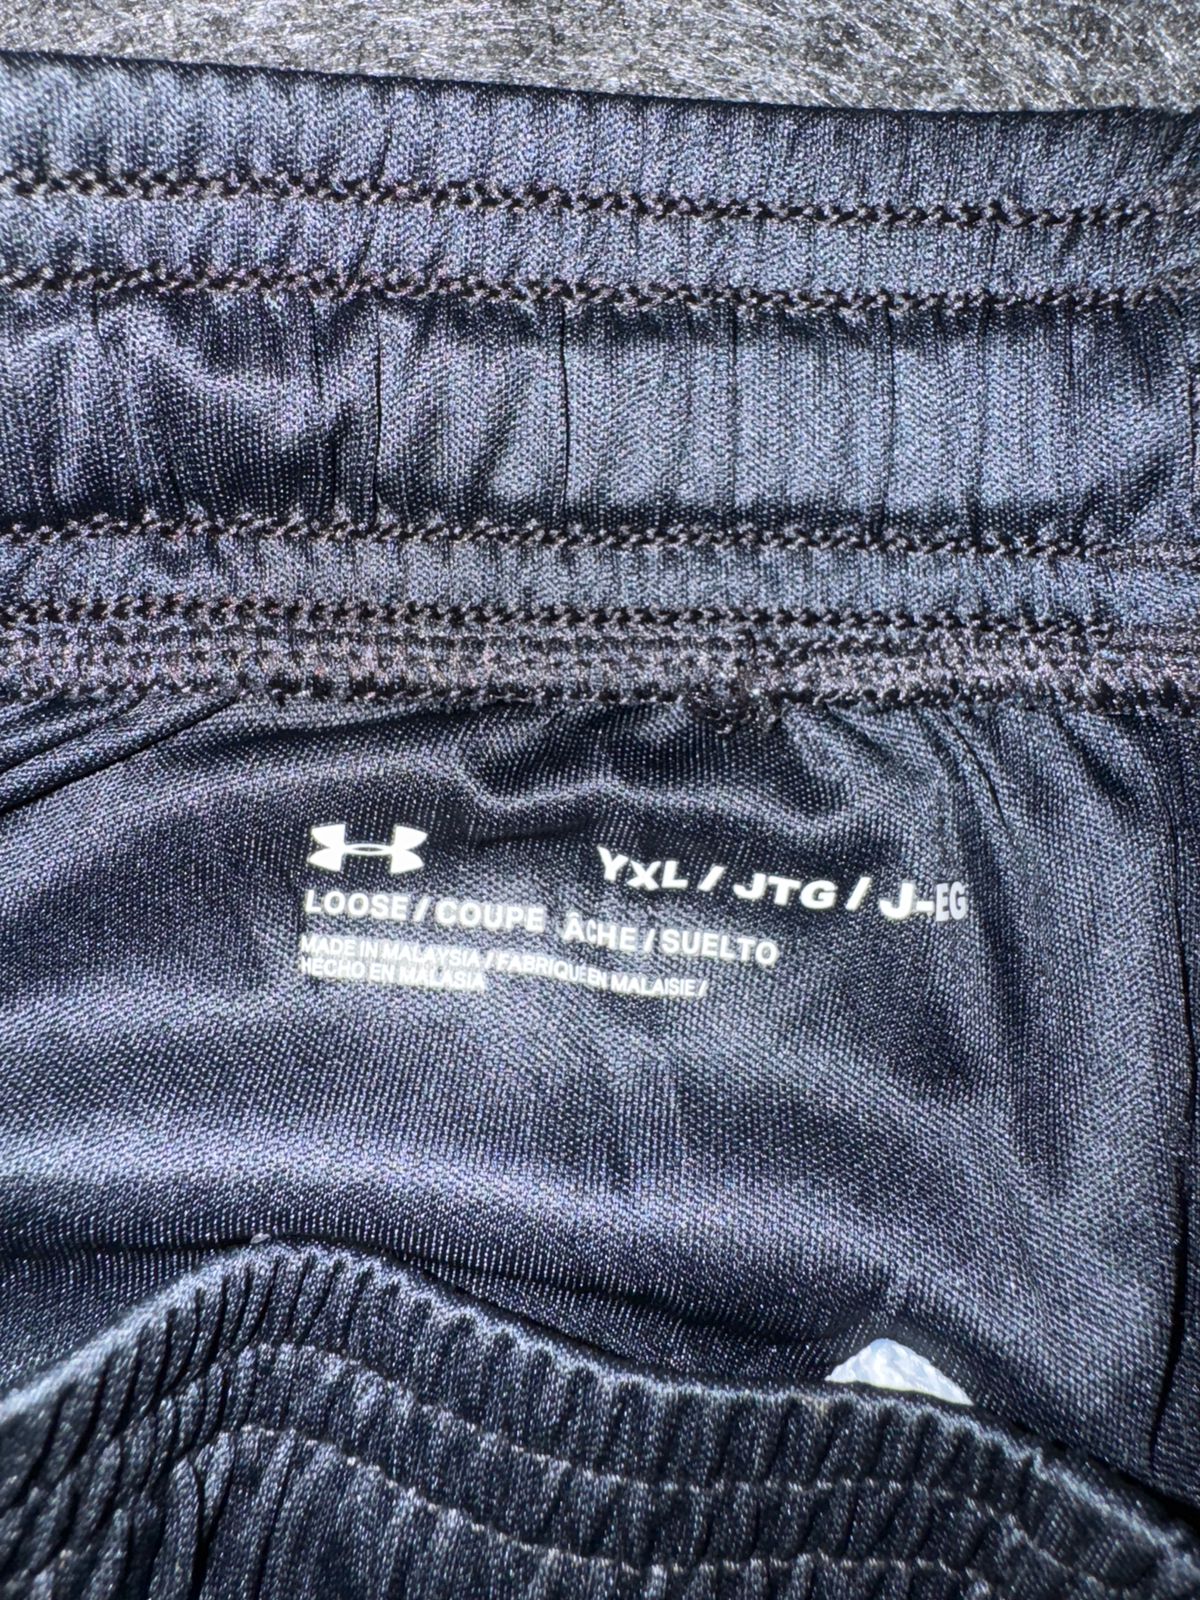 YXL / JTG / J-EG
LOOSE / COUPE ÂCHE / SUELTO
MADE IN MALAYSIA / FABRIQUÉ EN MALAISIE /
HECHO EN MALASIA